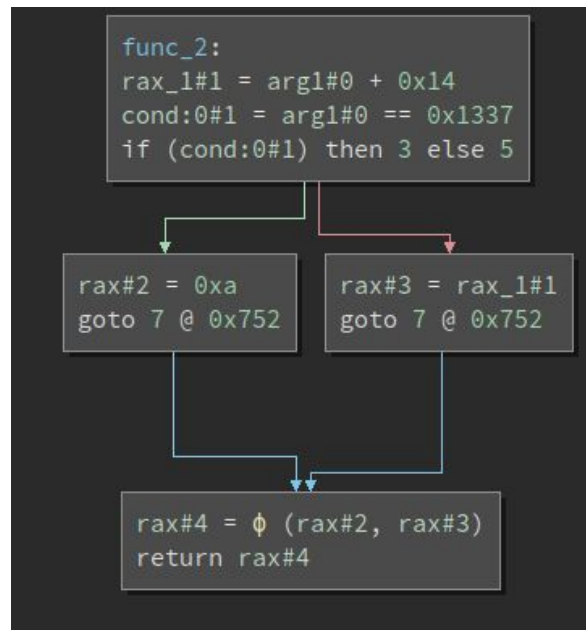 func_2:
rax_1#1 = arg1#0 + 0x14
cond:0#1 = arg1#0 == 0x1337
if (cond:0#1) then 3 else 5
rax#2 = 0xa
goto 7 @ 0x752
rax#3 = rax_1#1
goto 7 @ 0x752
rax#4 = ϕ (rax#2, rax#3)
return rax#4